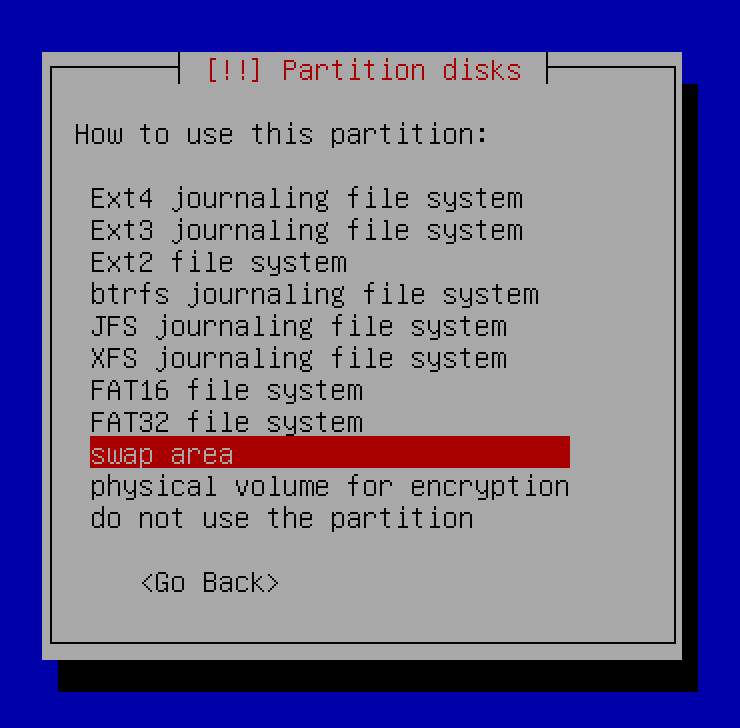 [!!] Partition disks
How to use this partition:
Ext4 journaling file system
Ext3 journaling file system
Ext2 file system
btrfs journaling file system
JFS journaling file system
XFS journaling file system
FAT16 file system
FAT32 file system
swap area
physical volume for encryption
do not use the partition
<Go Back>